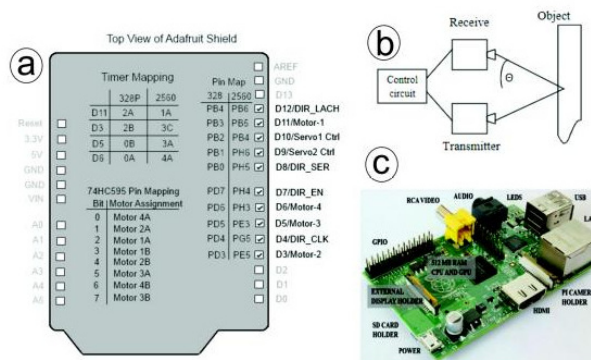 Top View of Adafruit Shield
a
Timer Mapping
328P 2560
D11 2A 1A
D3 2B 3C
D5 0B 3A
D6 0A 4A
74HC595 Pin Mapping
Bit Motor Assignment
0 Motor 4A
1 Motor 2A
2 Motor 1A
3 Motor 1B
4 Motor 2B
5 Motor 3A
6 Motor 4B
7 Motor 3B
Reset
3.3V
5V
GND
GND
VIN
A0
A1
A2
A3
A4
A5
Pin Map
328 2560
AREF
GND
D13
PB4 PB6 D12/DIR_LACH
PB3 PB5 D11/Motor-1
PB2 PB4 D10/Servo1 Ctrl
PB1 PH6 D9/Servo2 Ctrl
PB0 PH5 D8/DIR_SER
PD7 PH4 D7/DIR_EN
PD6 PH3 D6/Motor-4
PD5 PE3 D5/Motor-3
PD4 PG5 D4/DIR_CLK
PD3 PE5 D3/Motor-2
D2
D1
D0
b
Receive
Object
Control
circuit
Θ
Transmitter
c
RCA VIDEO
AUDIO
LEDS
USB
LA
GPIO
512 MB RAM
CPU AND GPU
EXTERNAL
DISPLAY HOLDER
SD CARD
HOLDER
POWER
HDMI
PI CAMERA
HOLDER